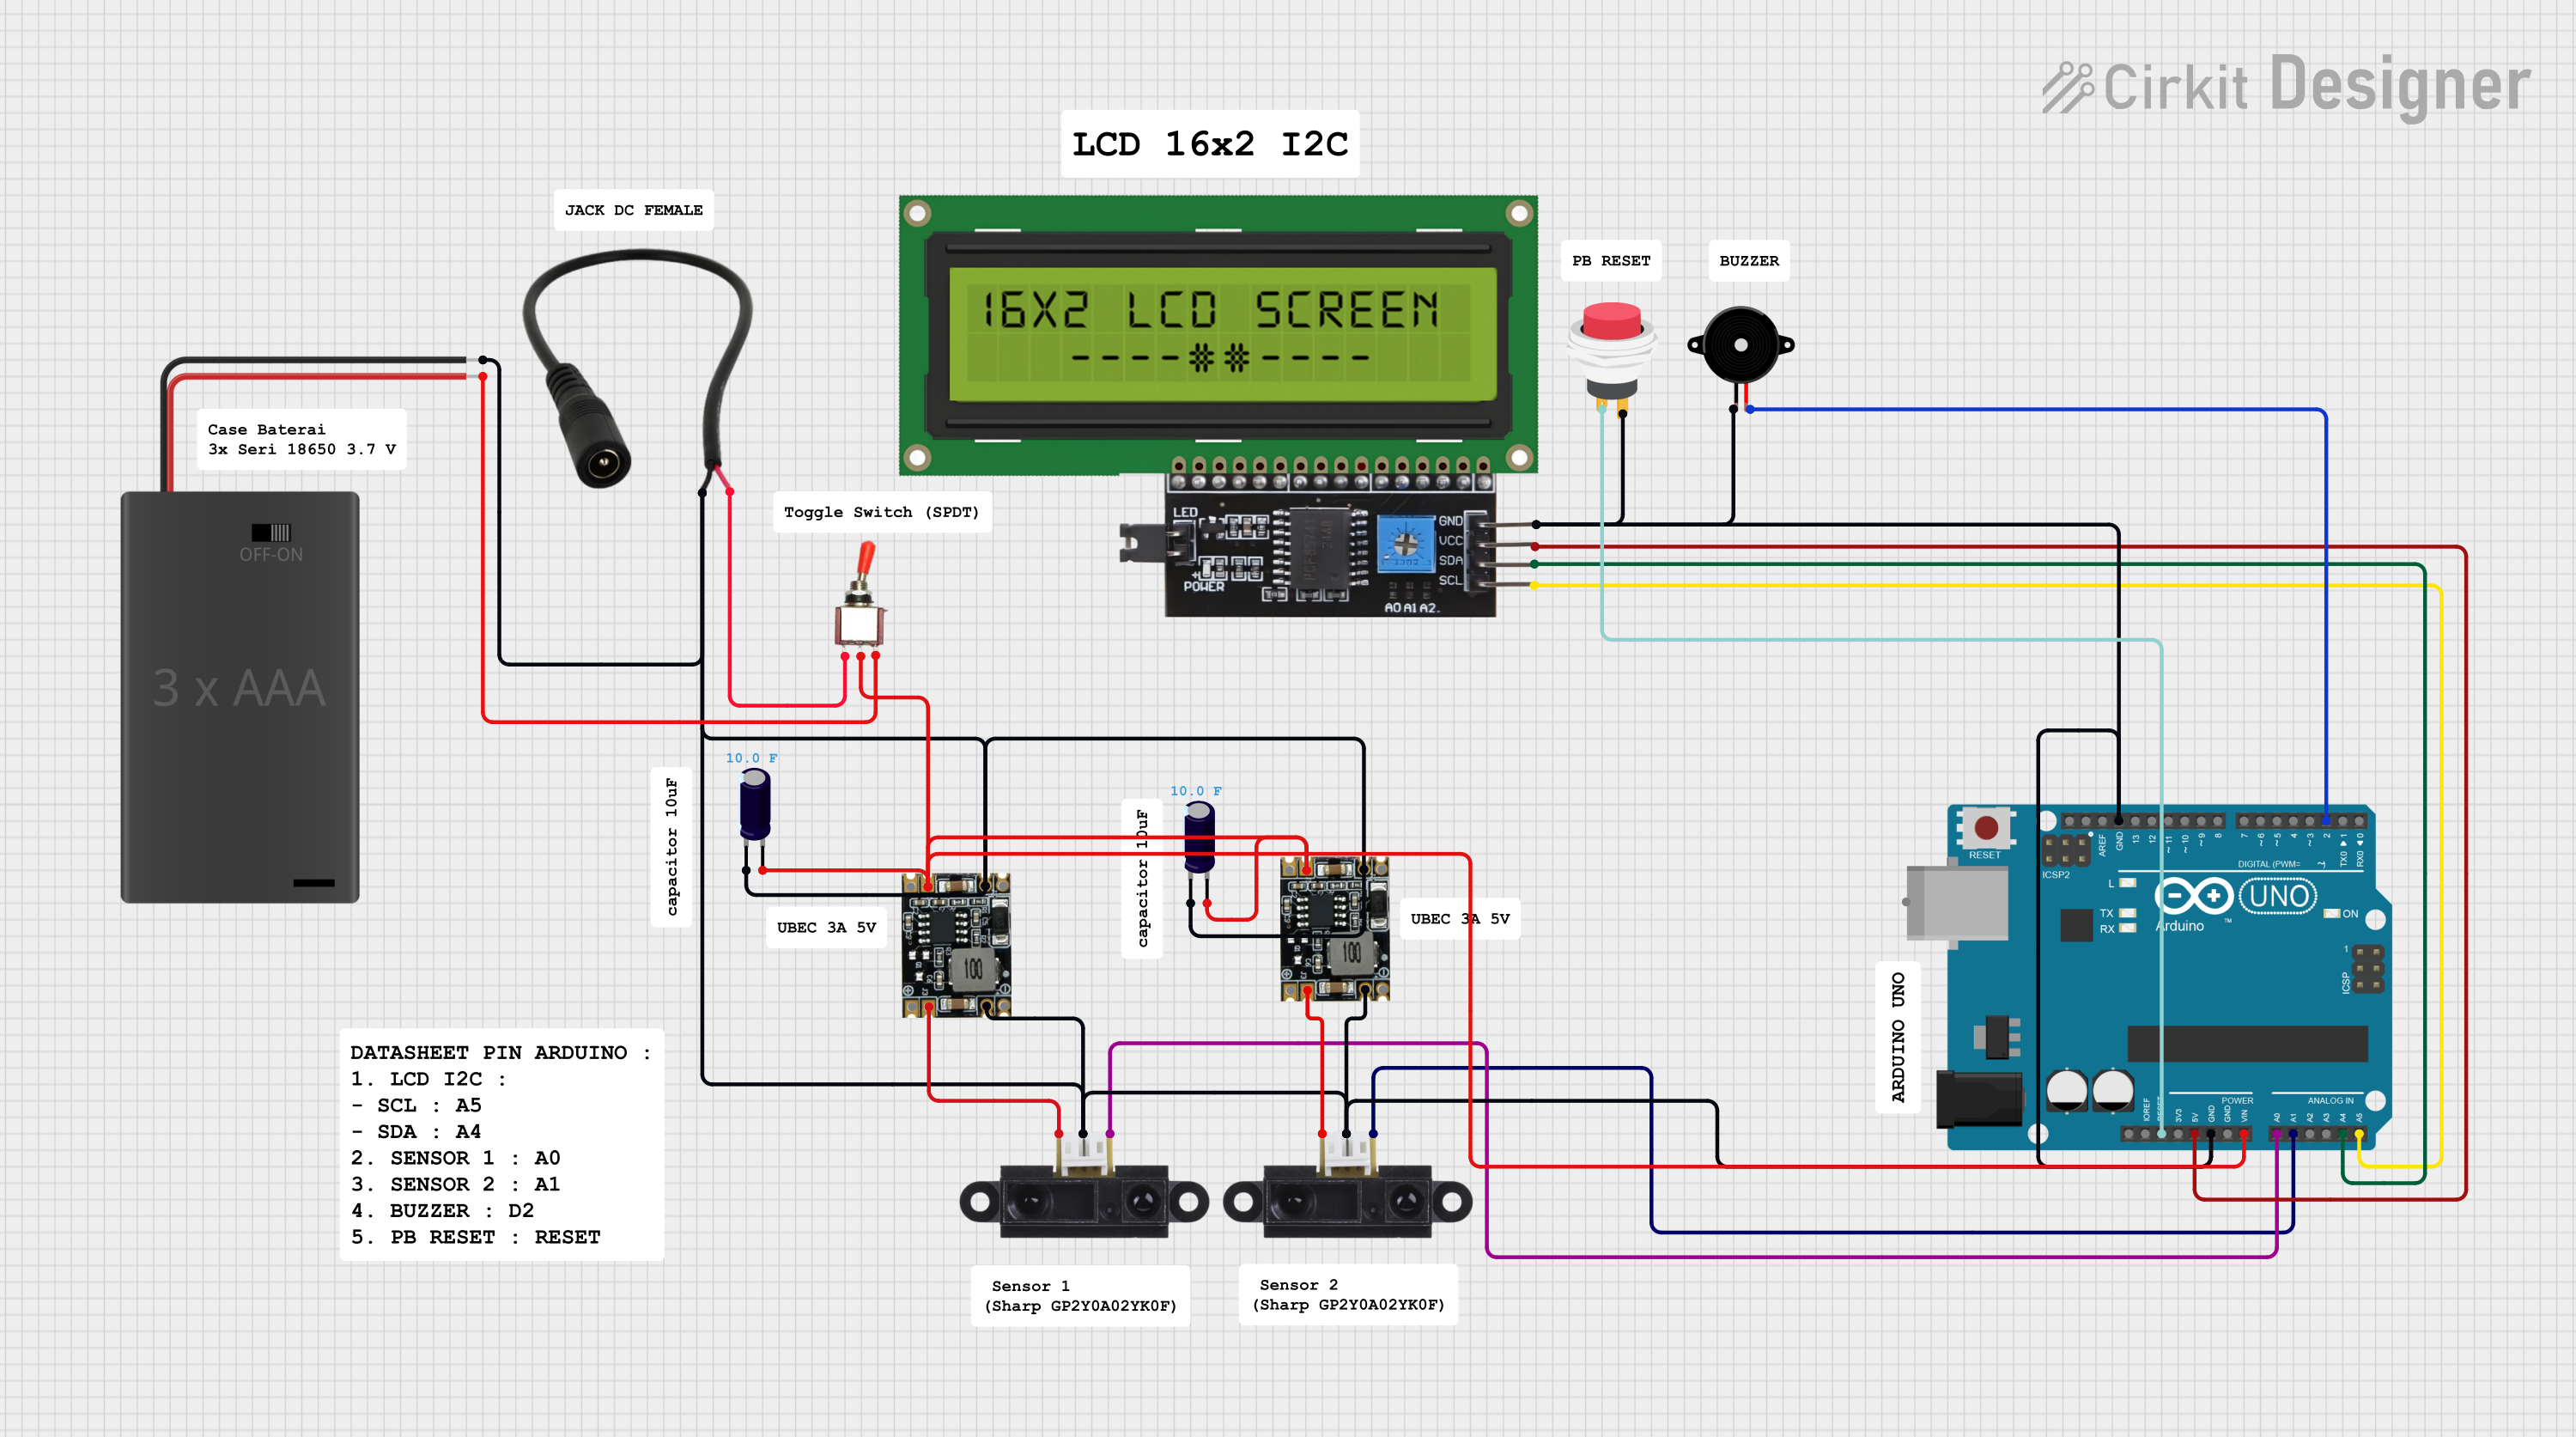 Cirkit Designer
LCD 16x2 I2C
JACK DC FEMALE
16X2 LCD SCREEN
----##----
PB RESET
BUZZER
Case Baterai
3x Seri 18650 3.7 V
OFF-ON
3 x AAA
Toggle Switch (SPDT)
LED
POWER
GND
VCC
SDA
SCL
A0 A1 A2
10.0 F
capacitor 10uF
UBEC 3A 5V
100
10.0 F
capacitor 10uF
UBEC 3A 5V
100
ARDUINO UNO
RESET
ICSP2
AREF
GND
13
12
~11
~10
~9
8
7
~6
~5
4
~3
2
TX0 1
RX0 0
DIGITAL (PWM=
L
TX
RX
UNO
Arduino
TM
ON
1
ICSP
POWER
ANALOG IN
IOREF
RESET
3V3
5V
GND
GND
VIN
A0
A1
A2
A3
A4
A5
DATASHEET PIN ARDUINO :
1. LCD I2C :
- SCL : A5
- SDA : A4
2. SENSOR 1 : A0
3. SENSOR 2 : A1
4. BUZZER : D2
5. PB RESET : RESET
Sensor 1
(Sharp GP2Y0A02YK0F)
Sensor 2
(Sharp GP2Y0A02YK0F)